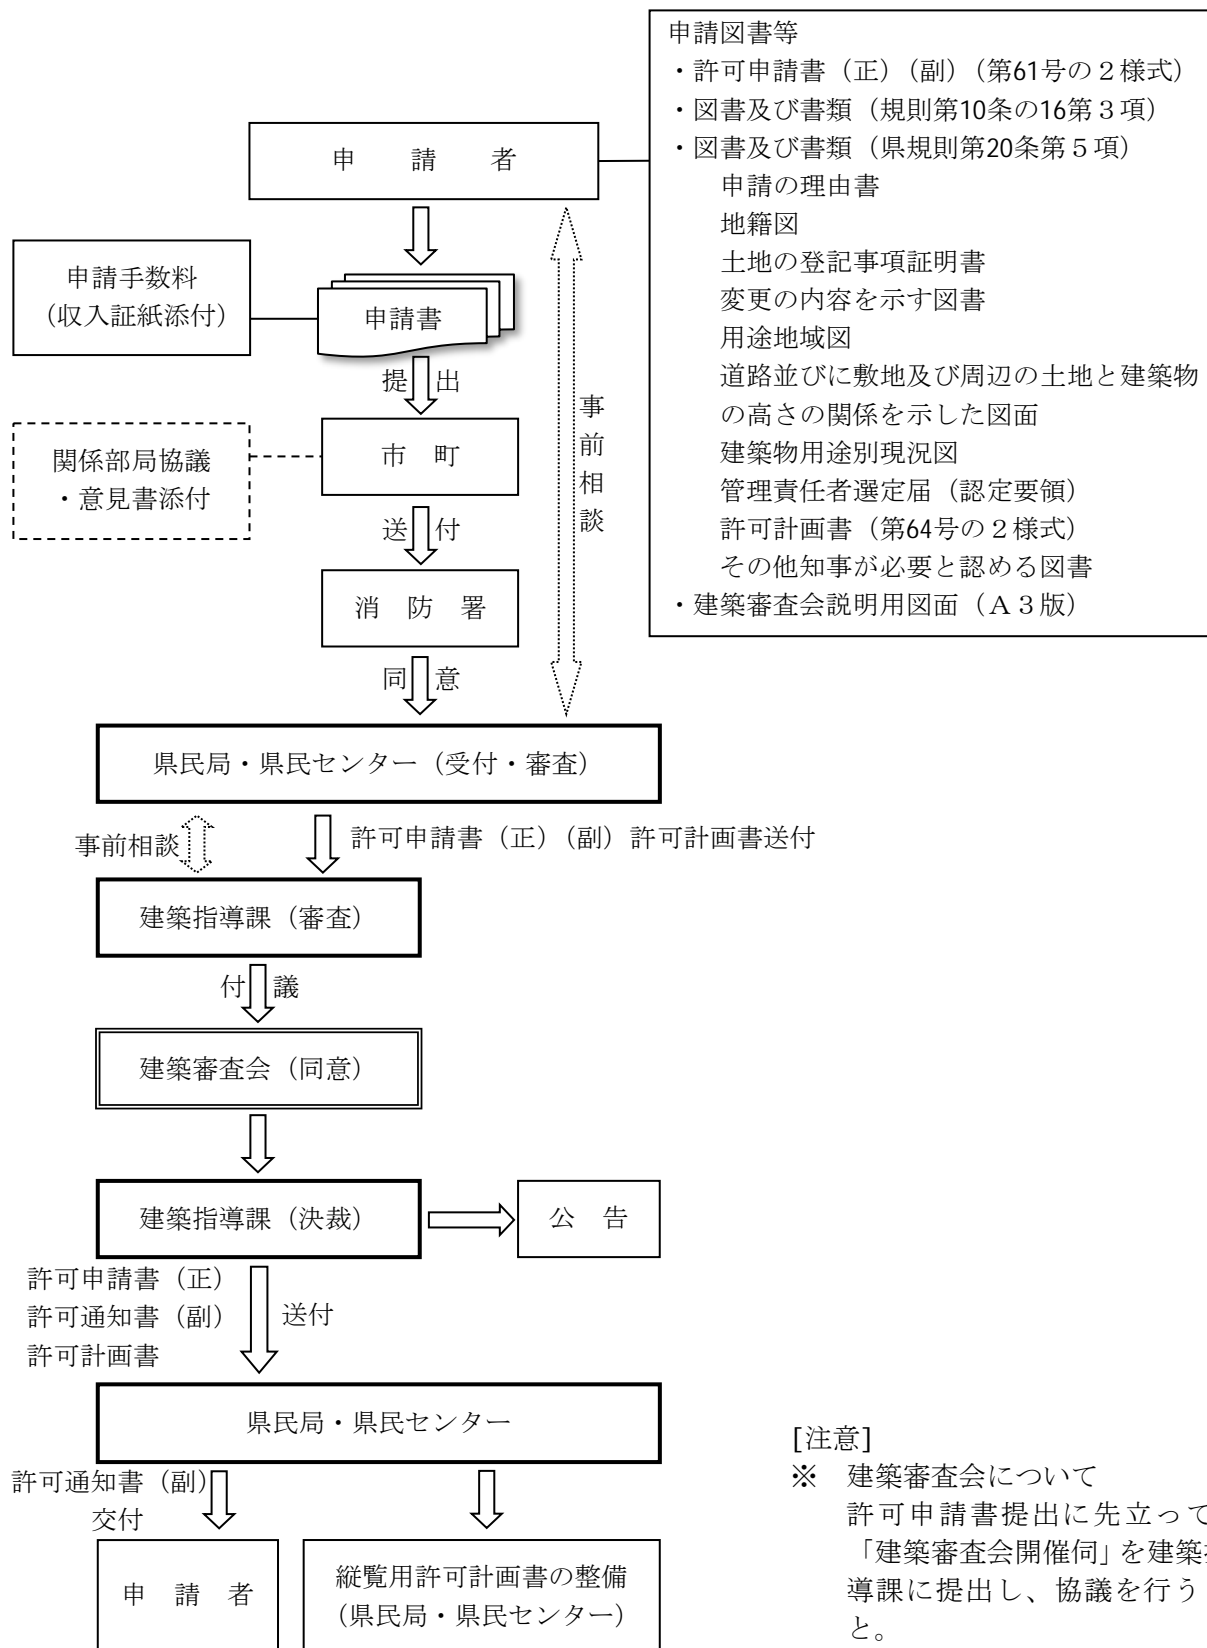 申請図書等
・許可申請書（正）（副）（第61号の２様式）
・図書及び書類（規則第10条の16第３項）
・図書及び書類（県規則第20条第５項）
申請の理由書
地籍図
土地の登記事項証明書
変更の内容を示す図書
用途地域図
道路並びに敷地及び周辺の土地と建築物
の高さの関係を示した図面
建築物用途別現況図
管理責任者選定届（認定要領）
許可計画書（第64号の２様式）
その他知事が必要と認める図書
・建築審査会説明用図面（Ａ３版）
申　請　者
申請手数料
（収入証紙添付）
申請書
提出
事前相談
関係部局協議
・意見書添付
市　町
送付
消　防　署
同意
県民局・県民センター（受付・審査）
事前相談
許可申請書（正）（副）許可計画書送付
建築指導課（審査）
付議
建築審査会（同意）
建築指導課（決裁）
公　告
許可申請書（正）
許可通知書（副）
許可計画書
送付
県民局・県民センター
許可通知書（副）
交付
申　請　者
縦覧用許可計画書の整備
（県民局・県民センター）
[注意]
※　建築審査会について
許可申請書提出に先立って
「建築審査会開催伺」を建築
導課に提出し、協議を行う
と。